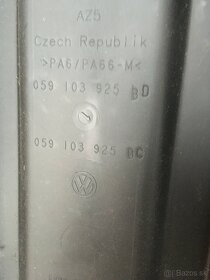 AZ5
Czech Republik
>PA6/PA66-M<
059 103 925 BD
059 103 925 BC
bazos.sk